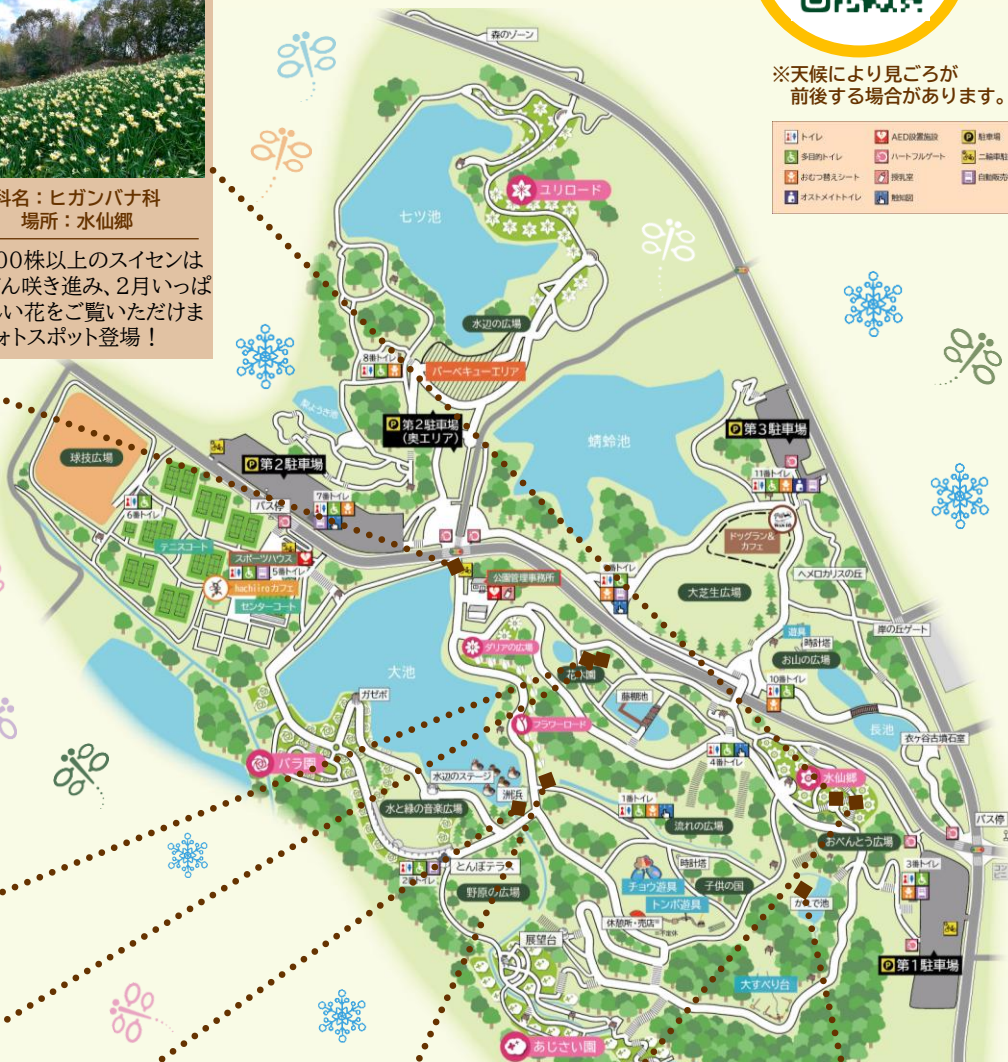 ※天候により見ごろが
前後する場合があります。
トイレ
AED設置施設
駐車場
多目的トイレ
ハートフルゲート
二輪車駐
おむつ替えシート
授乳室
自動販売
オストメイトトイレ
触知図
科名：ヒガンバナ科
場所：水仙郷
00株以上のスイセンは
ん咲き進み、2月いっぱ
い花をご覧いただけま
ォトスポット登場！
森のゾーン
七ツ池
ユリロード
水辺の広場
8番トイレ
バーベキューエリア
第2駐車場
(奥エリア)
蜻蛉池
第3駐車場
11番トイレ
球技広場
第2駐車場
バス停
7番トイレ
6番トイレ
テニスコート
スポーツハウス
5番トイレ
hachiiroカフェ
センターコート
公園管理事務所
番トイレ
ドッグラン&
カフェ
大芝生広場
ヘメロカリスの丘
岸の丘ゲート
遊具
時計塔
お山の広場
10番トイレ
長池
衣ヶ谷古墳石室
大池
ダリアの広場
花木園
藤棚池
フラワーロード
4番トイレ
水仙郷
バス停
ガゼボ
バラ園
水辺のステージ
洲浜
水と緑の音楽広場
1番トイレ
流れの広場
おべんとう広場
とんぼテラス
2番トイレ
野原の広場
時計塔
チョウ遊具
子供の国
トンボ遊具
休憩所・売店
3番トイレ
かえで池
展望台
大すべり台
第1駐車場
あじさい園